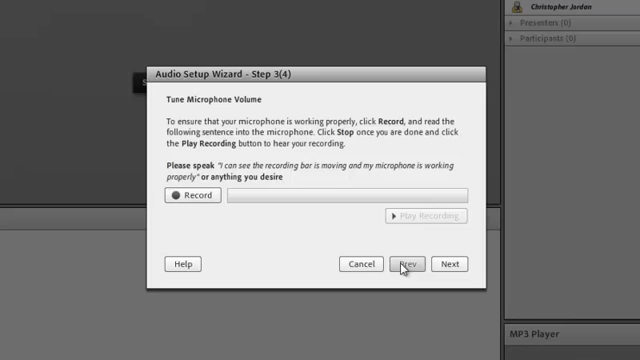 Christopher Jordan
Presenters (0)
Participants (0)
Audio Setup Wizard - Step 3(4)
Tune Microphone Volume
To ensure that your microphone is working properly, click Record, and read the
following sentence into the microphone. Click Stop once you are done and click
the Play Recording button to hear your recording.
Please speak "I can see the recording bar is moving and my microphone is working
properly" or anything you desire
Record
Play Recording
Help
Cancel
Prev
Next
MP3 Player